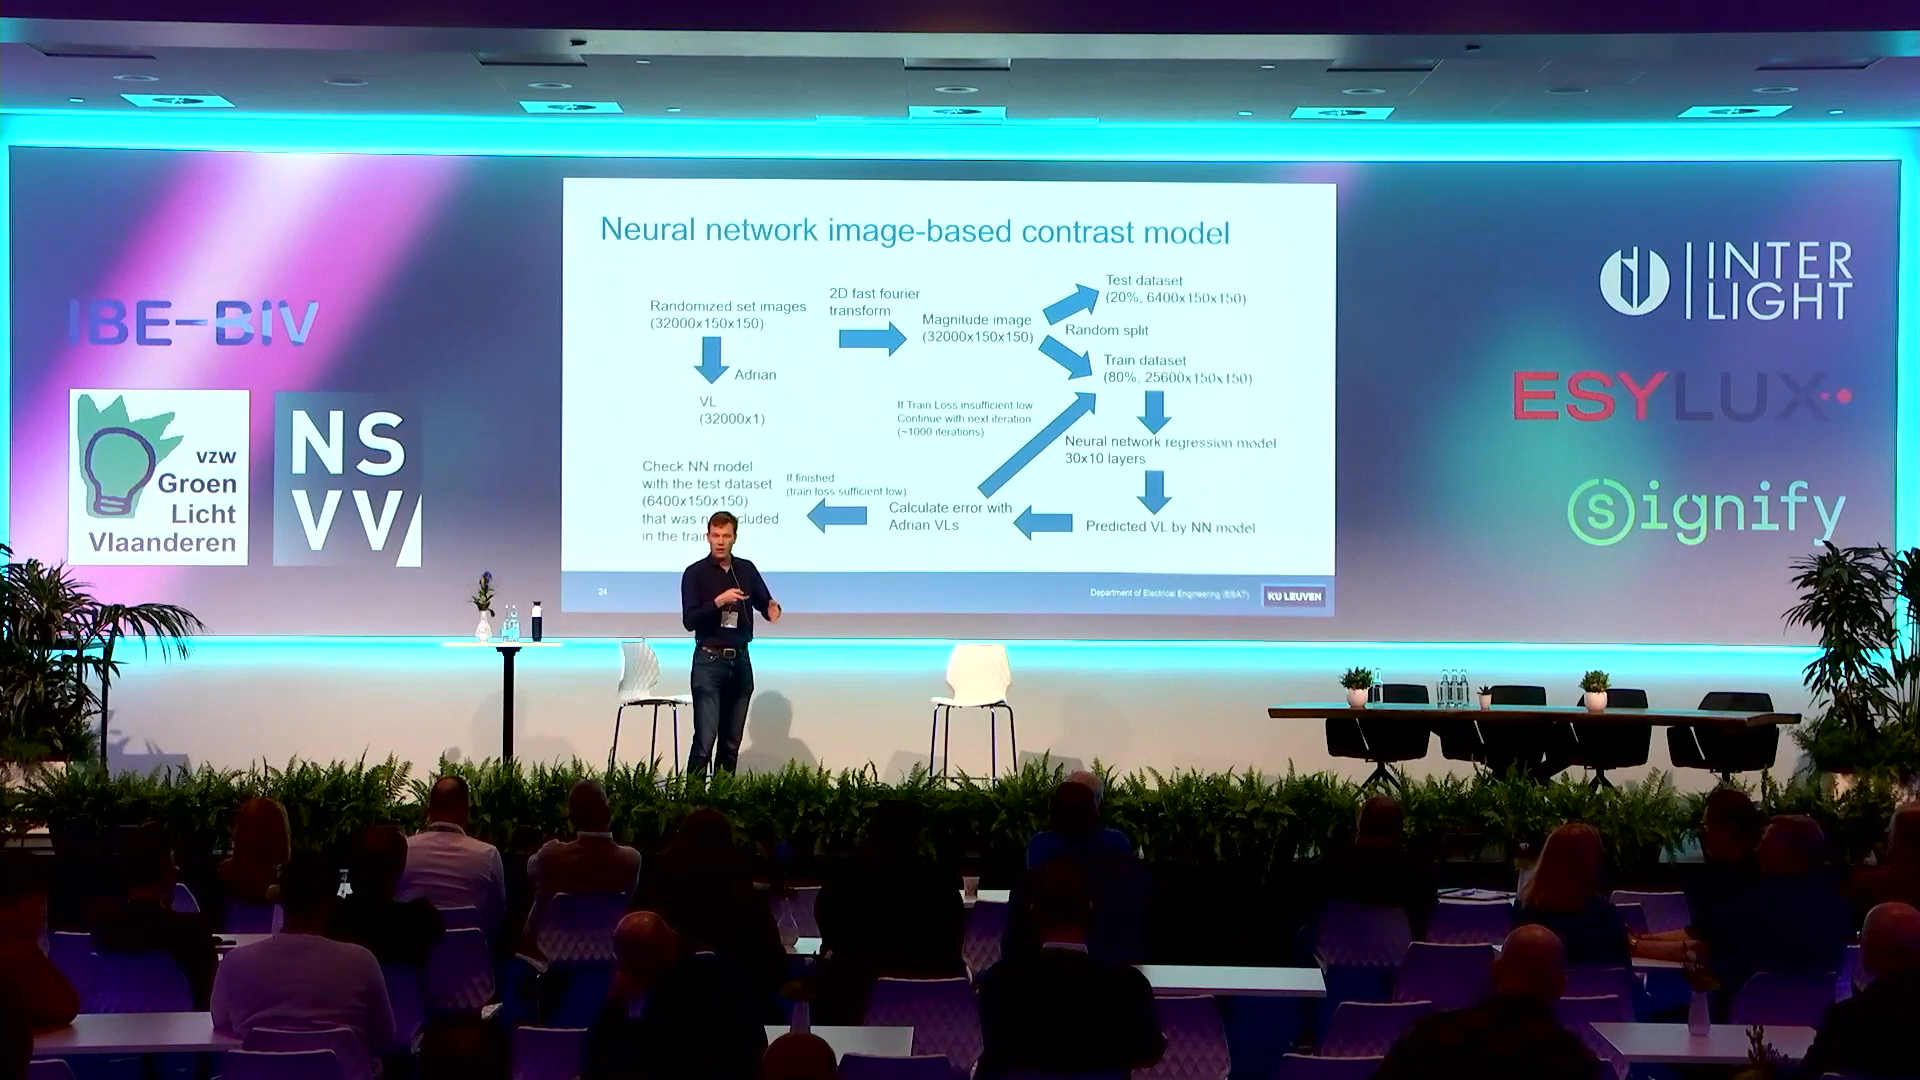 Neural network image-based contrast model
Randomized set images
(32000x150x150)
Adrian
VL
(32000x1)
2D fast fourier
transform
Magnitude image
(32000x150x150)
Test dataset
(20%, 6400x150x150)
Random split
Train dataset
(80%, 25600x150x150)
If Train Loss insufficient low
Continue with next iteration
(~1000 iterations)
Neural network regression model
30x10 layers
Predicted VL by NN model
Calculate error with
Adrian VLs
If finished
(train loss sufficient low)
Check NN model
with the test dataset
(6400x150x150)
that was
in the
24
Department of Electrical Engineering (ESAT)
KU LEUVEN
IBE-BIV
vzw
Groen
Licht
Vlaanderen
NS
VV
INTER
LIGHT
ESYLUX
signify